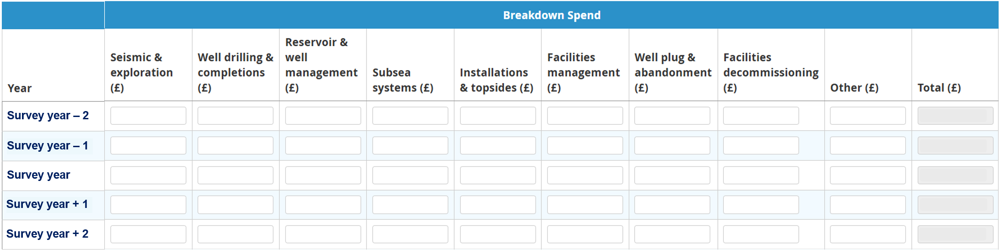 Breakdown Spend
Year
Seismic &
exploration
(£)
Well drilling &
completions
(£)
Reservoir &
well
management
(£)
Subsea
systems (£)
Installations
& topsides (£)
Facilities
management
(£)
Well plug &
abandonment
(£)
Facilities
decommissioning
(£)
Other (£)
Total (£)
Survey year – 2
Survey year – 1
Survey year
Survey year + 1
Survey year + 2